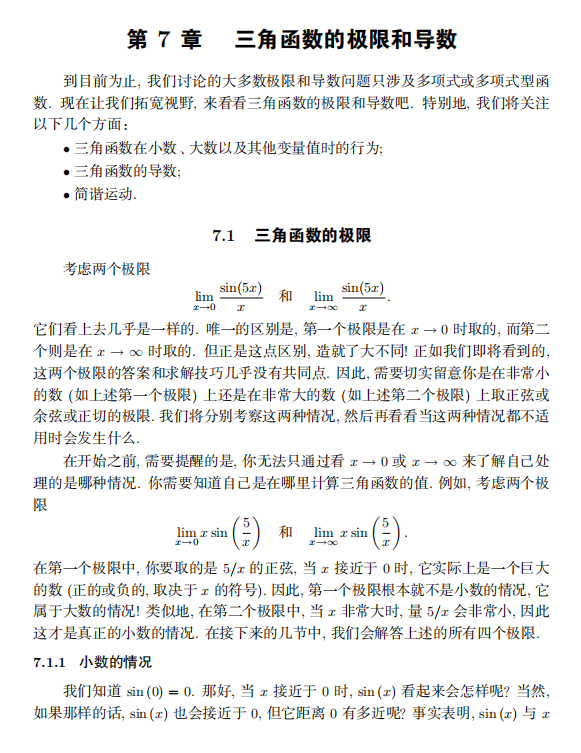 第 7 章 三角函数的极限和导数
到目前为止, 我们讨论的大多数极限和导数问题只涉及多项式或多项式型函
数. 现在让我们拓宽视野, 来看看三角函数的极限和导数吧. 特别地, 我们将关注
以下几个方面:
• 三角函数在小数、大数以及其他变量值时的行为;
• 三角函数的导数;
• 简谐运动.
7.1 三角函数的极限
考虑两个极限
lim_{x→0} sin(5x)/x 和 lim_{x→∞} sin(5x)/x.
它们看上去几乎是一样的. 唯一的区别是, 第一个极限是在 x → 0 时取的, 而第二
个则是在 x → ∞ 时取的. 但正是这点区别, 造就了大不同! 正如我们即将看到的,
这两个极限的答案和求解技巧几乎没有共同点. 因此, 需要切实留意你是在非常小
的数 (如上述第一个极限) 上还是在非常大的数 (如上述第二个极限) 上取正弦或
余弦或正切的极限. 我们将分别考察这两种情况, 然后再看看当这两种情况都不适
用时会发生什么.
在开始之前, 需要提醒的是, 你无法只通过看 x → 0 或 x → ∞ 来了解自己处
理的是哪种情况. 你需要知道自己是在哪里计算三角函数的值. 例如, 考虑两个极
限
lim_{x→0} x sin (5/x) 和 lim_{x→∞} x sin (5/x).
在第一个极限中, 你要取的是 5/x 的正弦, 当 x 接近于 0 时, 它实际上是一个巨大
的数 (正的或负的, 取决于 x 的符号). 因此, 第一个极限根本就不是小数的情况, 它
属于大数的情况! 类似地, 在第二个极限中, 当 x 非常大时, 量 5/x 会非常小, 因此
这才是真正的小数的情况. 在接下来的几节中, 我们会解答上述的所有四个极限.
7.1.1 小数的情况
我们知道 sin (0) = 0. 那好, 当 x 接近于 0 时, sin (x) 看起来会怎样呢? 当然,
如果那样的话, sin (x) 也会接近于 0, 但它距离 0 有多近呢? 事实表明, sin (x) 与 x